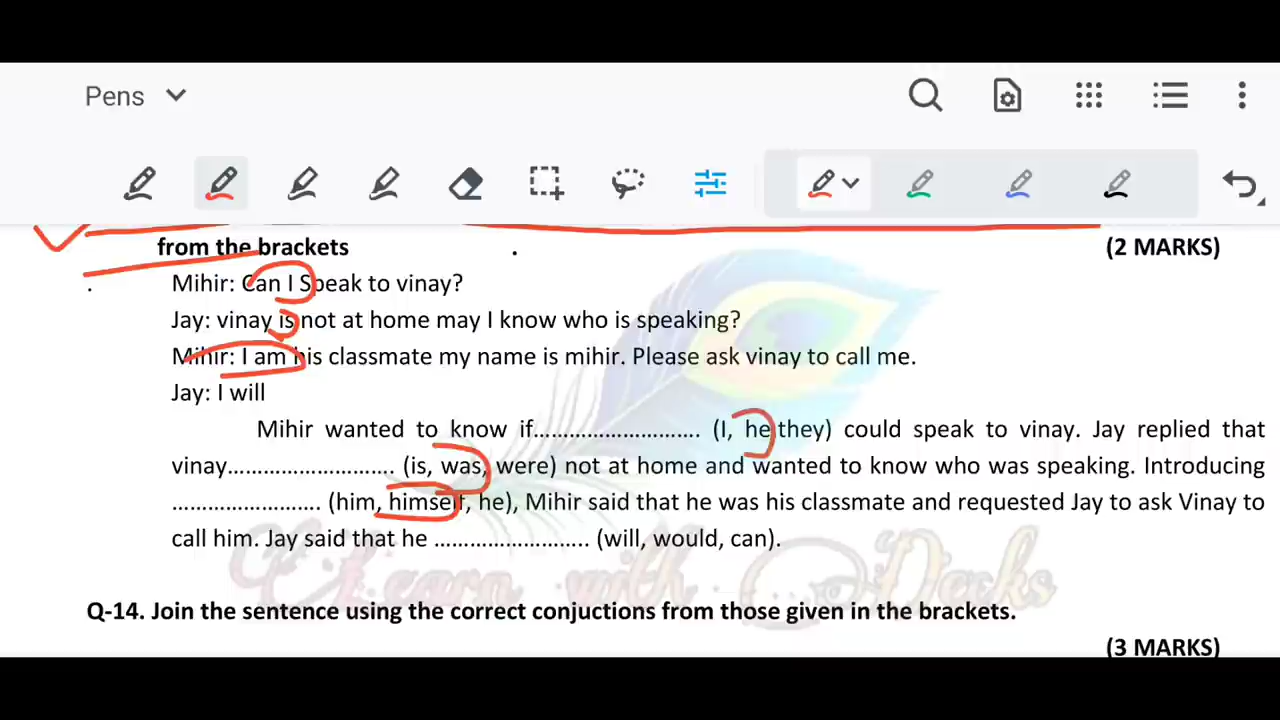 Pens
from the brackets . (2 MARKS)
. Mihir: Can I Speak to vinay?
Jay: vinay is not at home may I know who is speaking?
Mihir: I am his classmate my name is mihir. Please ask vinay to call me.
Jay: I will
Mihir wanted to know if............................. (I, he they) could speak to vinay. Jay replied that
vinay............................. (is, was, were) not at home and wanted to know who was speaking. Introducing
.......................... (him, himself, he), Mihir said that he was his classmate and requested Jay to ask Vinay to
call him. Jay said that he .......................... (will, would, can).
Learn with Decks
Q-14. Join the sentence using the correct conjuctions from those given in the brackets.
(3 MARKS)